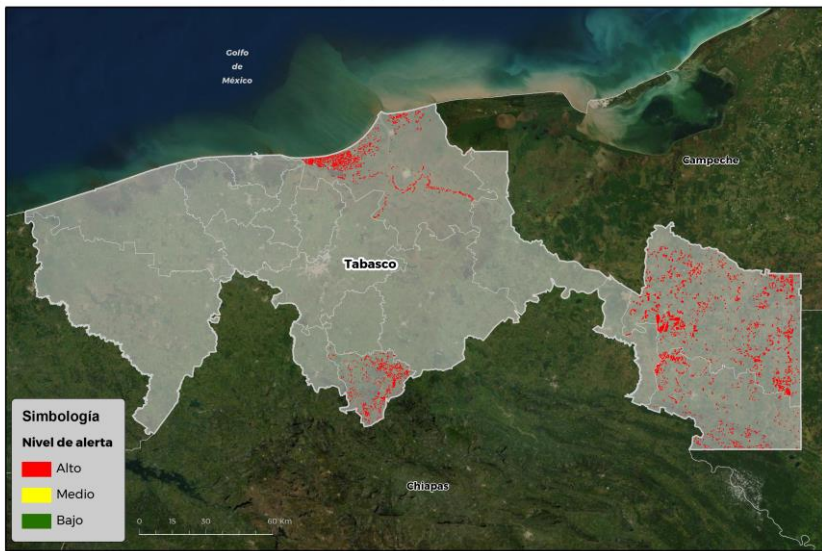 Golfo
de
México
Campeche
Tabasco
Chiapas
Simbología
Nivel de alerta
Alto
Medio
Bajo
0 15 30 60 Km